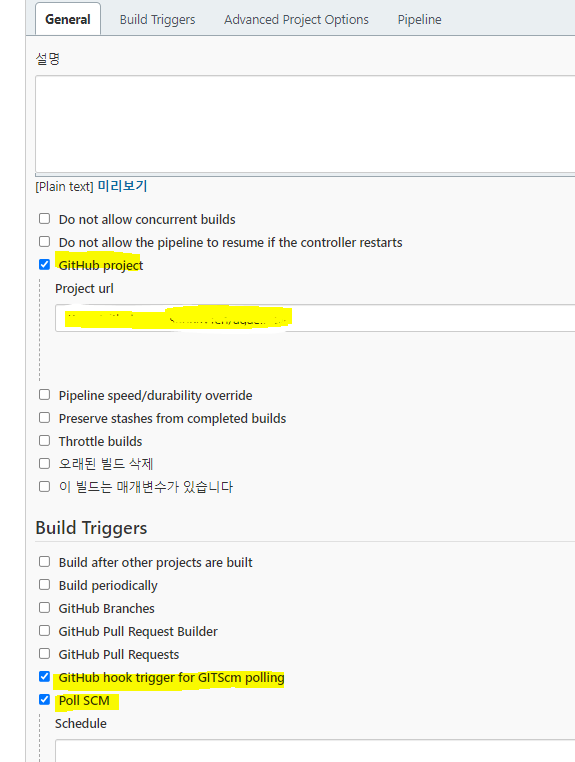 General Build Triggers Advanced Project Options Pipeline
설명
[Plain text] 미리보기
Do not allow concurrent builds
Do not allow the pipeline to resume if the controller restarts
GitHub project
Project url
Pipeline speed/durability override
Preserve stashes from completed builds
Throttle builds
오래된 빌드 삭제
이 빌드는 매개변수가 있습니다
Build Triggers
Build after other projects are built
Build periodically
GitHub Branches
GitHub Pull Request Builder
GitHub Pull Requests
GitHub hook trigger for GITScm polling
Poll SCM
Schedule